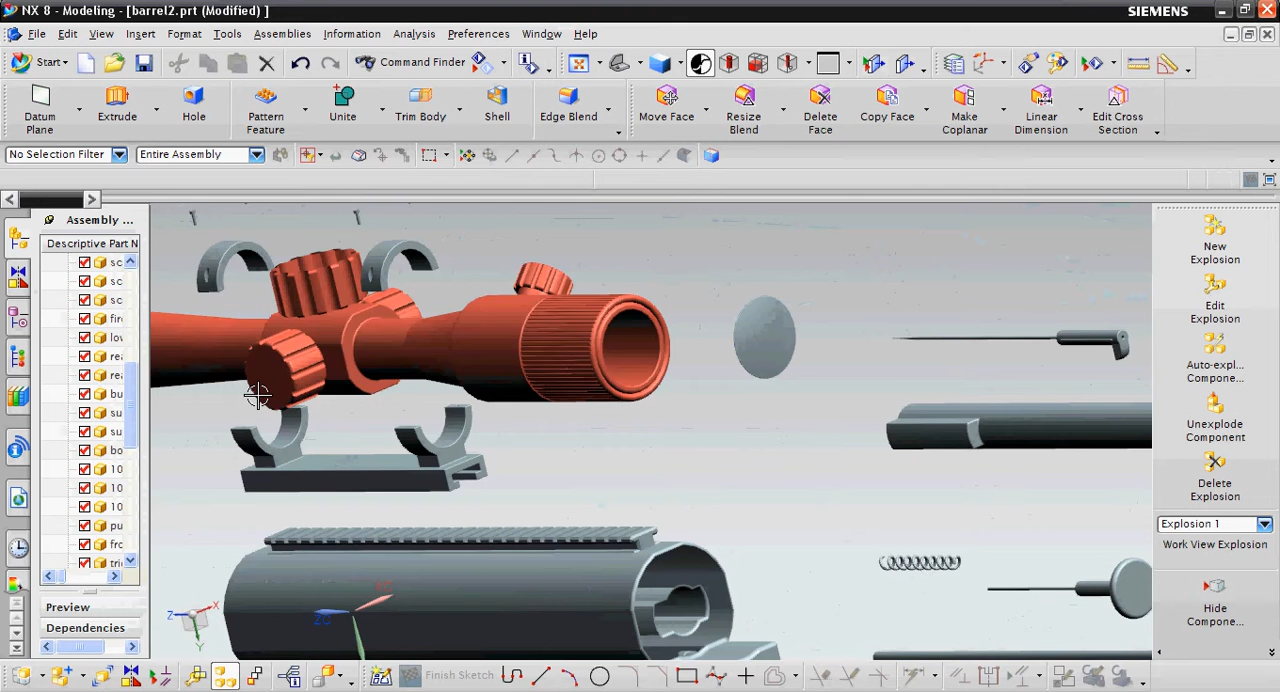 NX 8 - Modeling - [barrel2.prt (Modified) ]
SIEMENS
File Edit View Insert Format Tools Assemblies Information Analysis Preferences Window Help
Start
Command Finder
Datum Plane
Extrude
Hole
Pattern Feature
Unite
Trim Body
Shell
Edge Blend
Move Face
Resize Blend
Delete Face
Copy Face
Make Coplanar
Linear Dimension
Edit Cross Section
No Selection Filter
Entire Assembly
Assembly ...
Descriptive Part N
sc
sc
sc
fire
lov
rea
rea
bu
su
su
bo
10
10
10
pu
fro
tri
Preview
Dependencies
New Explosion
Edit Explosion
Auto-expl... Compone...
Unexplode Component
Delete Explosion
Explosion 1
Work View Explosion
Hide Compone...
ZC
Z
X
Y
Finish Sketch